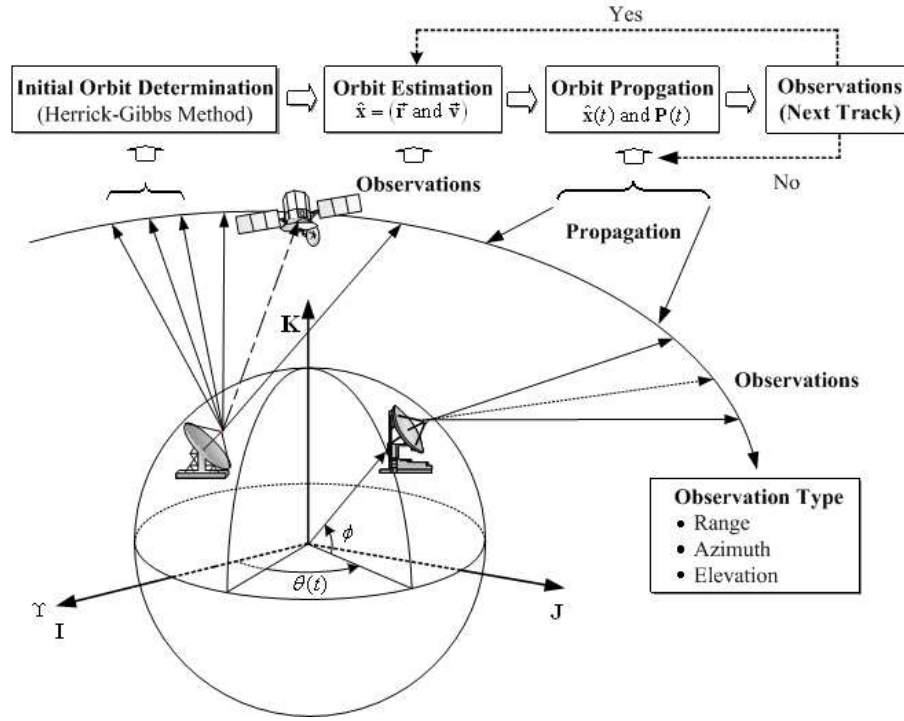 Yes
Initial Orbit Determination
(Herrick-Gibbs Method)
Orbit Estimation
x̂ = (r⃗ and v⃗)
Orbit Propgation
x̂(t) and P(t)
Observations
(Next Track)
No
Observations
Propagation
K
Observations
Observation Type
• Range
• Azimuth
• Elevation
ϕ
θ(t)
ϒ
I
J